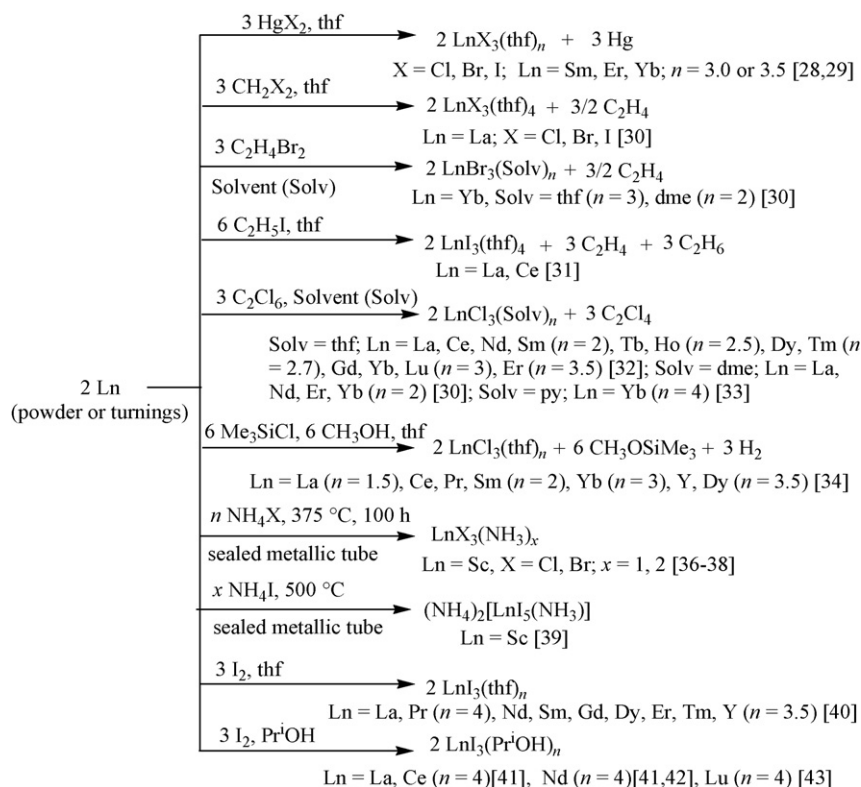 3 HgX₂, thf
2 LnX₃(thf)ₙ + 3 Hg
X = Cl, Br, I; Ln = Sm, Er, Yb; n = 3.0 or 3.5 [28,29]
3 CH₂X₂, thf
2 LnX₃(thf)₄ + 3/2 C₂H₄
Ln = La; X = Cl, Br, I [30]
3 C₂H₄Br₂
Solvent (Solv)
2 LnBr₃(Solv)ₙ + 3/2 C₂H₄
Ln = Yb, Solv = thf (n = 3), dme (n = 2) [30]
6 C₂H₅I, thf
2 LnI₃(thf)₄ + 3 C₂H₄ + 3 C₂H₆
Ln = La, Ce [31]
3 C₂Cl₆, Solvent (Solv)
2 LnCl₃(Solv)ₙ + 3 C₂Cl₄
Solv = thf; Ln = La, Ce, Nd, Sm (n = 2), Tb, Ho (n = 2.5), Dy, Tm (n
= 2.7), Gd, Yb, Lu (n = 3), Er (n = 3.5) [32]; Solv = dme; Ln = La,
Nd, Er, Yb (n = 2) [30]; Solv = py; Ln = Yb (n = 4) [33]
2 Ln
(powder or turnings)
6 Me₃SiCl, 6 CH₃OH, thf
2 LnCl₃(thf)ₙ + 6 CH₃OSiMe₃ + 3 H₂
Ln = La (n = 1.5), Ce, Pr, Sm (n = 2), Yb (n = 3), Y, Dy (n = 3.5) [34]
n NH₄X, 375 °C, 100 h
sealed metallic tube
LnX₃(NH₃)ₓ
Ln = Sc, X = Cl, Br; x = 1, 2 [36-38]
x NH₄I, 500 °C
sealed metallic tube
(NH₄)₂[LnI₅(NH₃)]
Ln = Sc [39]
3 I₂, thf
2 LnI₃(thf)ₙ
Ln = La, Pr (n = 4), Nd, Sm, Gd, Dy, Er, Tm, Y (n = 3.5) [40]
3 I₂, PrⁱOH
2 LnI₃(PrⁱOH)ₙ
Ln = La, Ce (n = 4)[41], Nd (n = 4)[41,42], Lu (n = 4) [43]